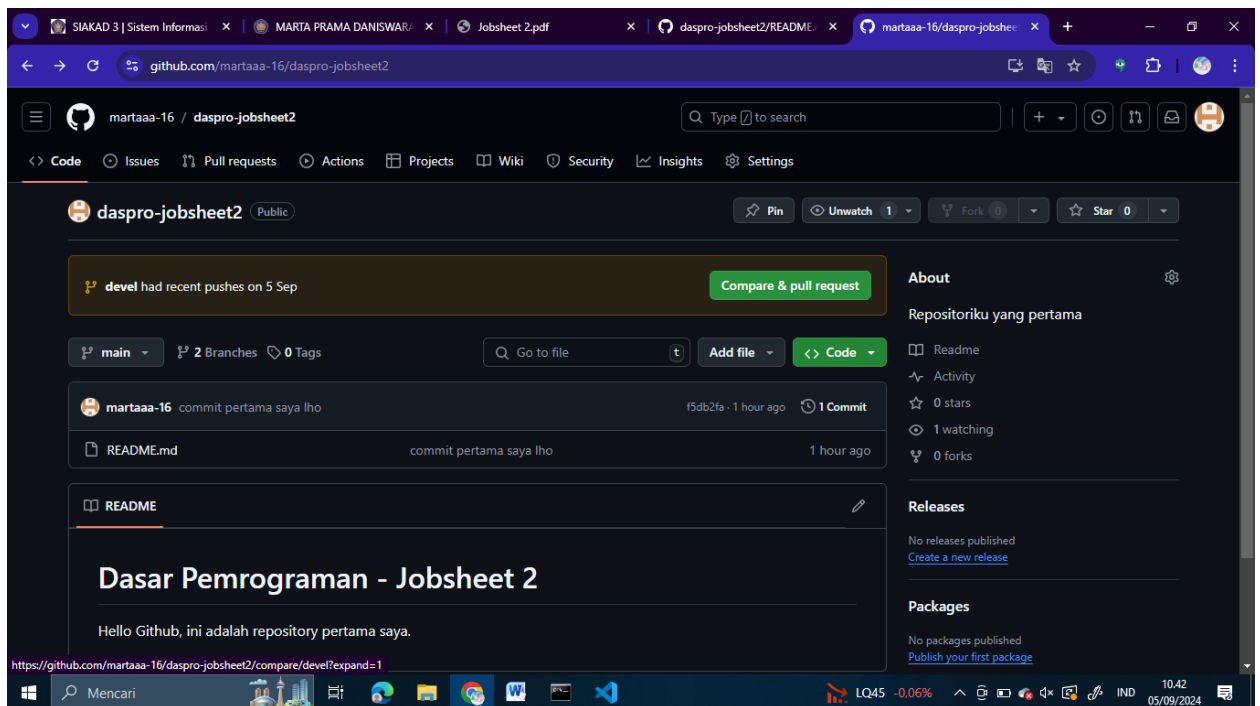 SIAKAD 3 | Sistem Informasi
MARTA PRAMA DANISWARA
Jobsheet 2.pdf
daspro-jobsheet2/README.
martaaa-16/daspro-jobshee
github.com/martaaa-16/daspro-jobsheet2
martaaa-16 / daspro-jobsheet2
Type / to search
Code Issues Pull requests Actions Projects Wiki Security Insights Settings
daspro-jobsheet2 Public
Pin Unwatch 1 Fork 0 Star 0
devel had recent pushes on 5 Sep
Compare & pull request
main 2 Branches 0 Tags
Go to file t
Add file
<> Code
martaaa-16 commit pertama saya lho f5db2fa · 1 hour ago 1 Commit
README.md commit pertama saya lho 1 hour ago
README
Dasar Pemrograman - Jobsheet 2
Hello Github, ini adalah repository pertama saya.
About
Repositoriku yang pertama
Readme
Activity
0 stars
1 watching
0 forks
Releases
No releases published
Create a new release
Packages
No packages published
Publish your first package
https://github.com/martaaa-16/daspro-jobsheet2/compare/devel?expand=1
Mencari
LQ45 -0,06%
IND
10.42
05/09/2024